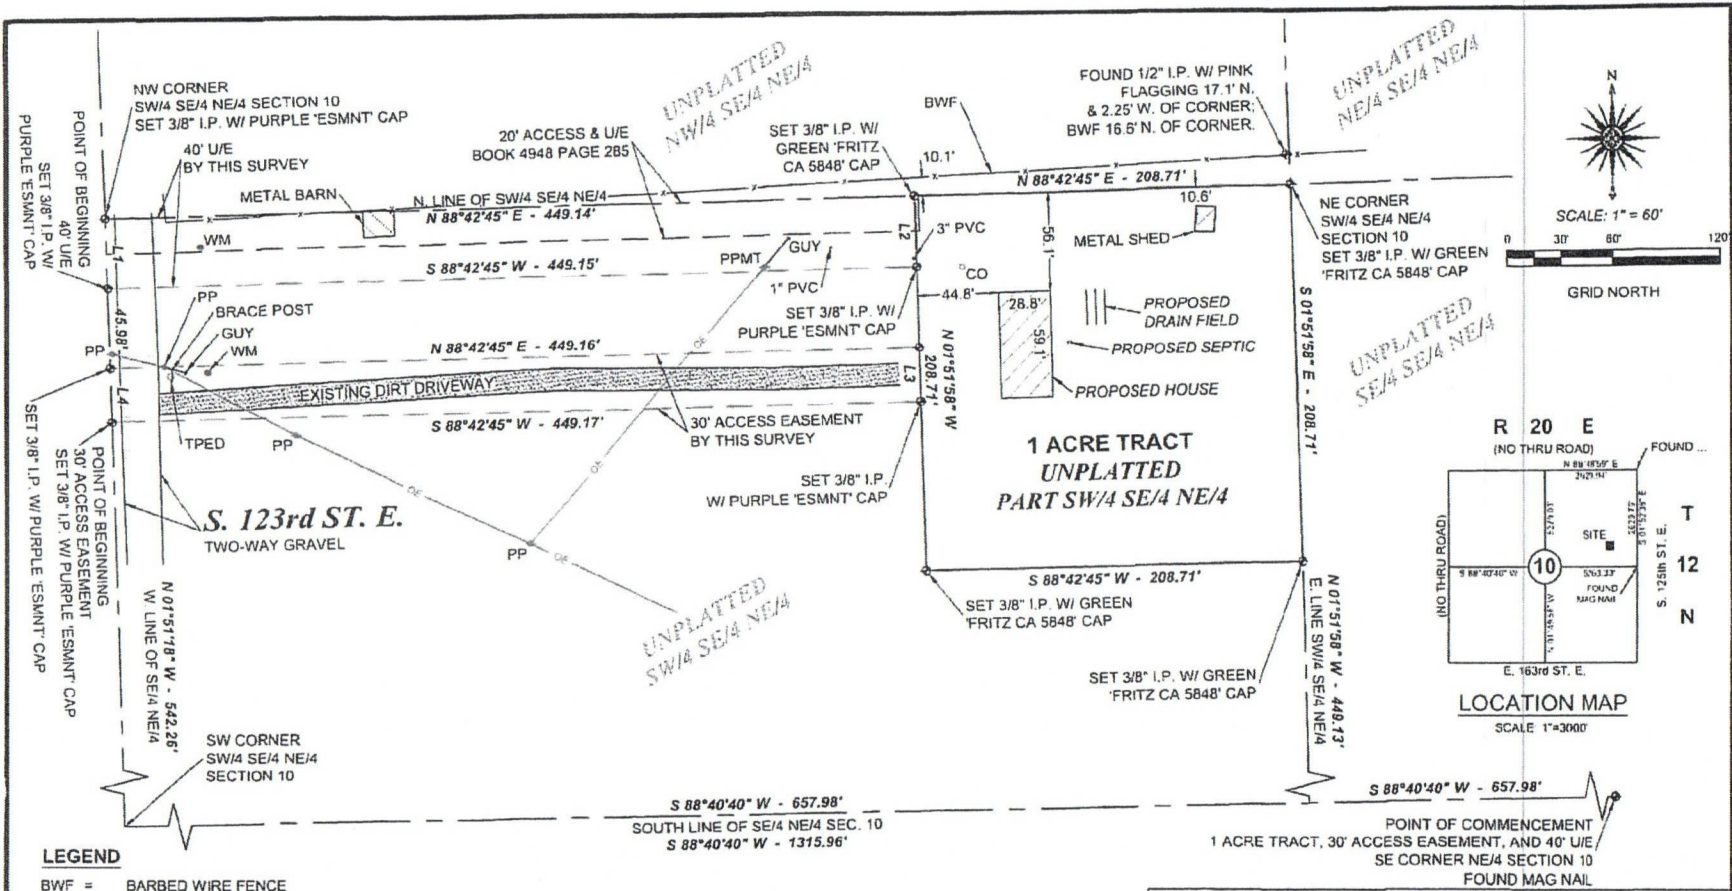 NW CORNER
SW/4 SE/4 NE/4 SECTION 10
SET 3/8" I.P. W/ PURPLE 'ESMNT' CAP
POINT OF BEGINNING
40' U/E
SET 3/8" I.P. W/
PURPLE 'ESMNT' CAP
40' U/E
BY THIS SURVEY
METAL BARN
20' ACCESS & U/E
BOOK 4948 PAGE 285
UNPLATTED
NW/4 SE/4 NE/4
SET 3/8" I.P. W/
GREEN 'FRITZ
CA 5848' CAP
BWF
10.1'
FOUND 1/2" I.P. W/ PINK
FLAGGING 17.1' N.
& 2.25' W. OF CORNER;
BWF 16.6' N. OF CORNER.
UNPLATTED
NE/4 SE/4 NE/4
N
SCALE: 1" = 60'
0 30' 60' 120'
GRID NORTH
N. LINE OF SW/4 SE/4 NE/4
N 88°42'45" E - 449.14'
N 88°42'45" E - 208.71'
10.6'
METAL SHED
NE CORNER
SW/4 SE/4 NE/4
SECTION 10
SET 3/8" I.P. W/ GREEN
'FRITZ CA 5848' CAP
L1
WM
L2
3" PVC
56.1'
GUY
PPMT
1" PVC
S 88°42'45" W - 449.15'
CO
44.8'
28.8'
59.1'
PROPOSED
DRAIN FIELD
PROPOSED SEPTIC
PROPOSED HOUSE
SET 3/8" I.P. W/
PURPLE 'ESMNT' CAP
S 01°51'58" E - 208.71'
UNPLATTED
SE/4 SE/4 NE/4
45.98'
PP
BRACE POST
GUY
WM
PP
N 88°42'45" E - 449.16'
OE
N 01°51'58" W
208.71'
L3
L4
EXISTING DIRT DRIVEWAY
S 88°42'45" W - 449.17'
30' ACCESS EASEMENT
BY THIS SURVEY
TPED
PP
OE
OE
OE
PP
SET 3/8" I.P.
W/ PURPLE 'ESMNT' CAP
1 ACRE TRACT
UNPLATTED
PART SW/4 SE/4 NE/4
S. 123rd ST. E.
TWO-WAY GRAVEL
SET 3/8" I.P. W/ PURPLE 'ESMNT' CAP
POINT OF BEGINNING
30' ACCESS EASEMENT
SET 3/8" I.P. W/ PURPLE 'ESMNT' CAP
N 01°51'18" W - 542.26'
W. LINE OF SE/4 NE/4
UNPLATTED
SW/4 SE/4 NE/4
S 88°42'45" W - 208.71'
SET 3/8" I.P. W/ GREEN
'FRITZ CA 5848' CAP
SET 3/8" I.P. W/ GREEN
'FRITZ CA 5848' CAP
N 01°51'58" W - 449.13'
E. LINE SW/4 SE/4 NE/4
R 20 E
(NO THRU ROAD)
FOUND ...
(NO THRU ROAD)
SITE
10
S 88°40'40" W
5263.33'
FOUND
MAG NAIL
S. 125th ST. E.
T
12
N
E. 163rd ST. E.
LOCATION MAP
SCALE 1"=3000'
SW CORNER
SW/4 SE/4 NE/4
SECTION 10
S 88°40'40" W - 657.98'
SOUTH LINE OF SE/4 NE/4 SEC. 10
S 88°40'40" W - 1315.96'
S 88°40'40" W - 657.98'
POINT OF COMMENCEMENT
1 ACRE TRACT, 30' ACCESS EASEMENT, AND 40' U/E
SE CORNER NE/4 SECTION 10
FOUND MAG NAIL
LEGEND
BWF = BARBED WIRE FENCE